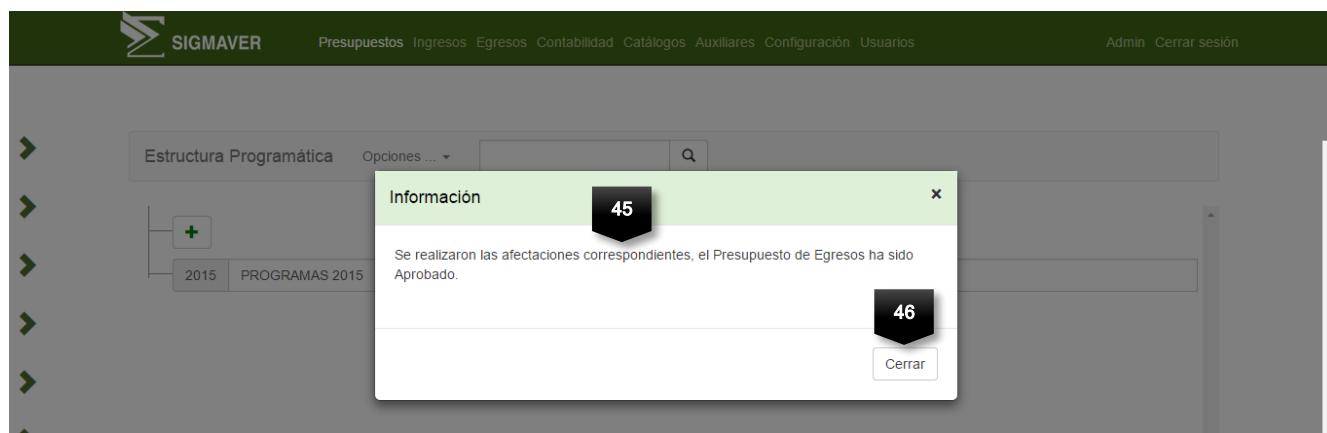 SIGMAVER Presupuestos Ingresos Egresos Contabilidad Catálogos Auxiliares Configuración Usuarios Admin Cerrar sesión
Estructura Programática Opciones ...
Información
45
Se realizaron las afectaciones correspondientes, el Presupuesto de Egresos ha sido
Aprobado.
2015 PROGRAMAS 2015
46
Cerrar